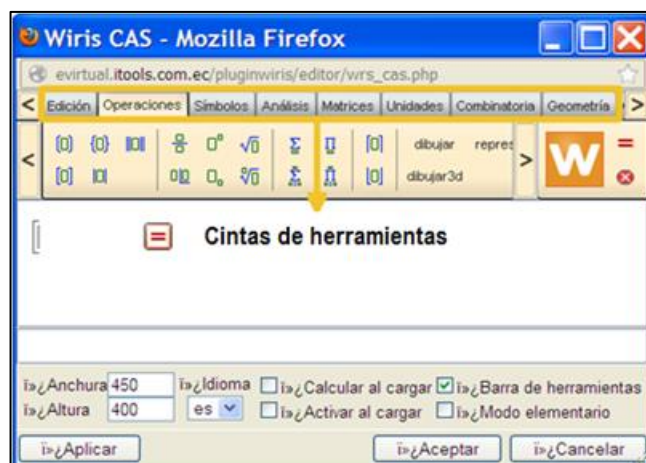 Wiris CAS - Mozilla Firefox
evirtual.itools.com.ec/pluginwiris/editor/wrs_cas.php
< Edición Operaciones Símbolos Análisis Matrices Unidades Combinatoria Geometría >
dibujar repres
dibujar3d
W =
= Cintas de herramientas
ï»¿Anchura 450 ï»¿Idioma ï»¿Calcular al cargar ï»¿Barra de herramientas
ï»¿Altura 400 es ï»¿Activar al cargar ï»¿Modo elementario
ï»¿Aplicar ï»¿Aceptar ï»¿Cancelar